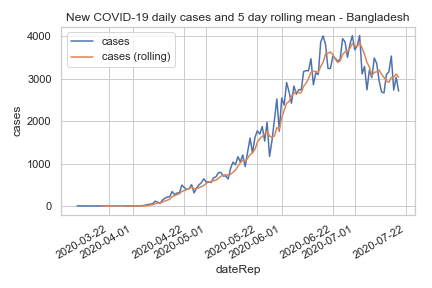 New COVID-19 daily cases and 5 day rolling mean - Bangladesh
cases
cases (rolling)
4000
3000
2000
1000
0
cases
2020-03-22
2020-04-01
2020-04-22
2020-05-01
2020-05-22
2020-06-01
2020-06-22
2020-07-01
2020-07-22
dateRep